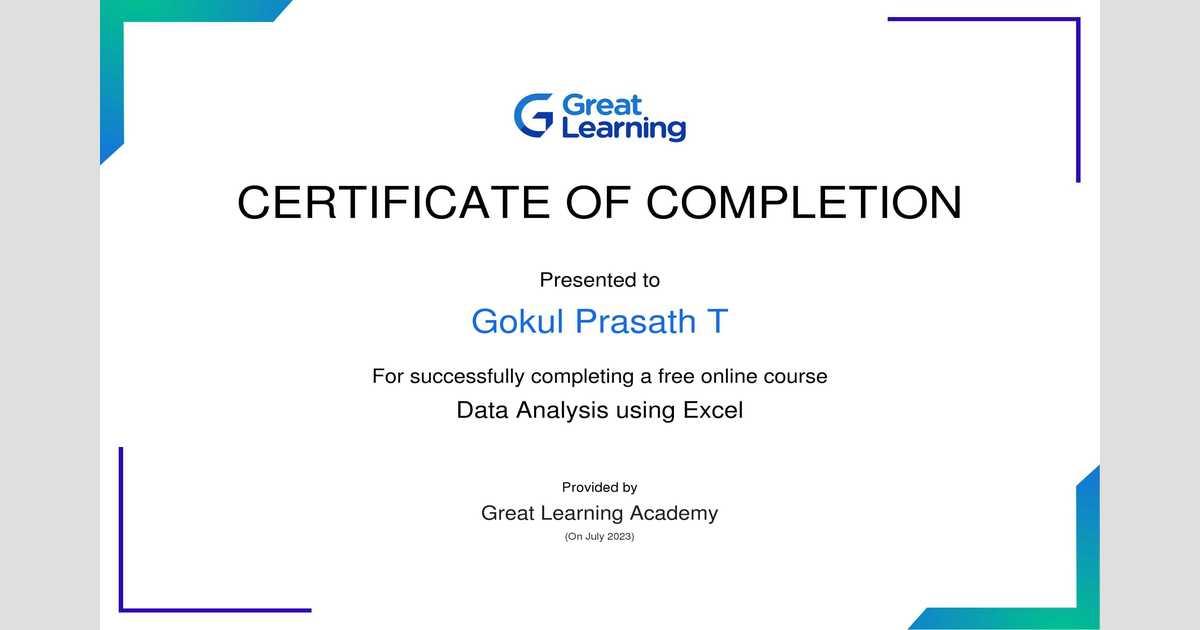 Great
Learning
CERTIFICATE OF COMPLETION
Presented to
Gokul Prasath T
For successfully completing a free online course
Data Analysis using Excel
Provided by
Great Learning Academy
(On July 2023)